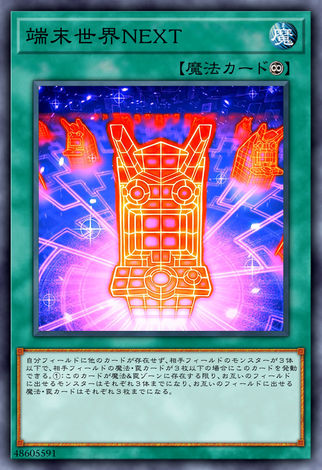 端末世界NEXT
魔
【魔法カード】
自分フィールドに他のカードが存在せず、相手フィールドのモンスターが3体
以下で、相手フィールドの魔法・罠カードが3枚以下の場合にこのカードを発動
できる。①：このカードが魔法&罠ゾーンに存在する限り、お互いのフィールド
に出せるモンスターはそれぞれ3体までになり、お互いのフィールドに出せる
魔法・罠カードはそれぞれ3枚までになる。
48605591